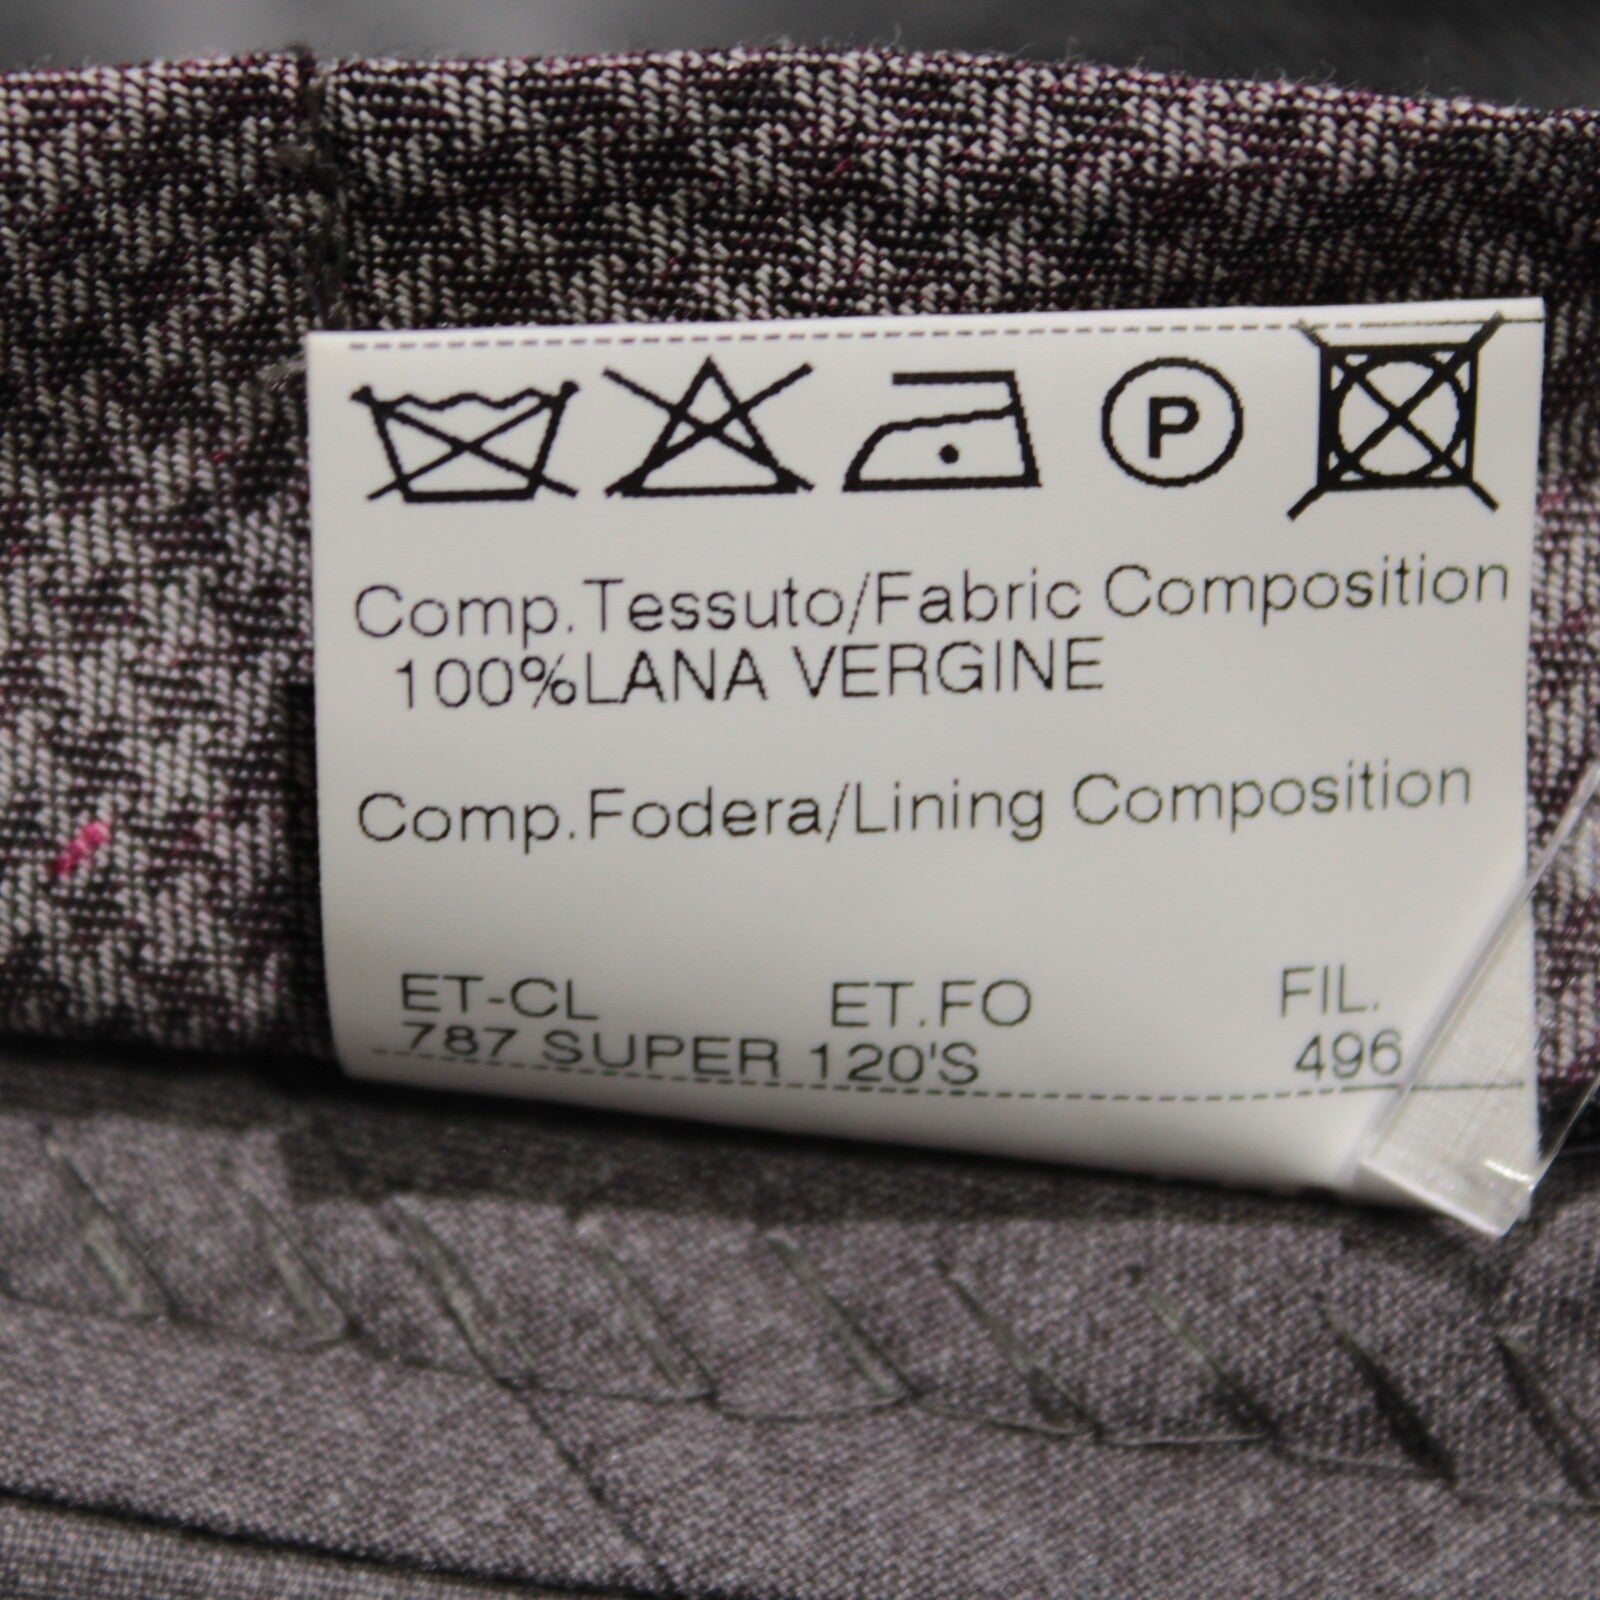 P
Comp.Tessuto/Fabric Composition
100%LANA VERGINE
Comp.Fodera/Lining Composition
ET-CL ET.FO FIL.
787 SUPER 120'S 496